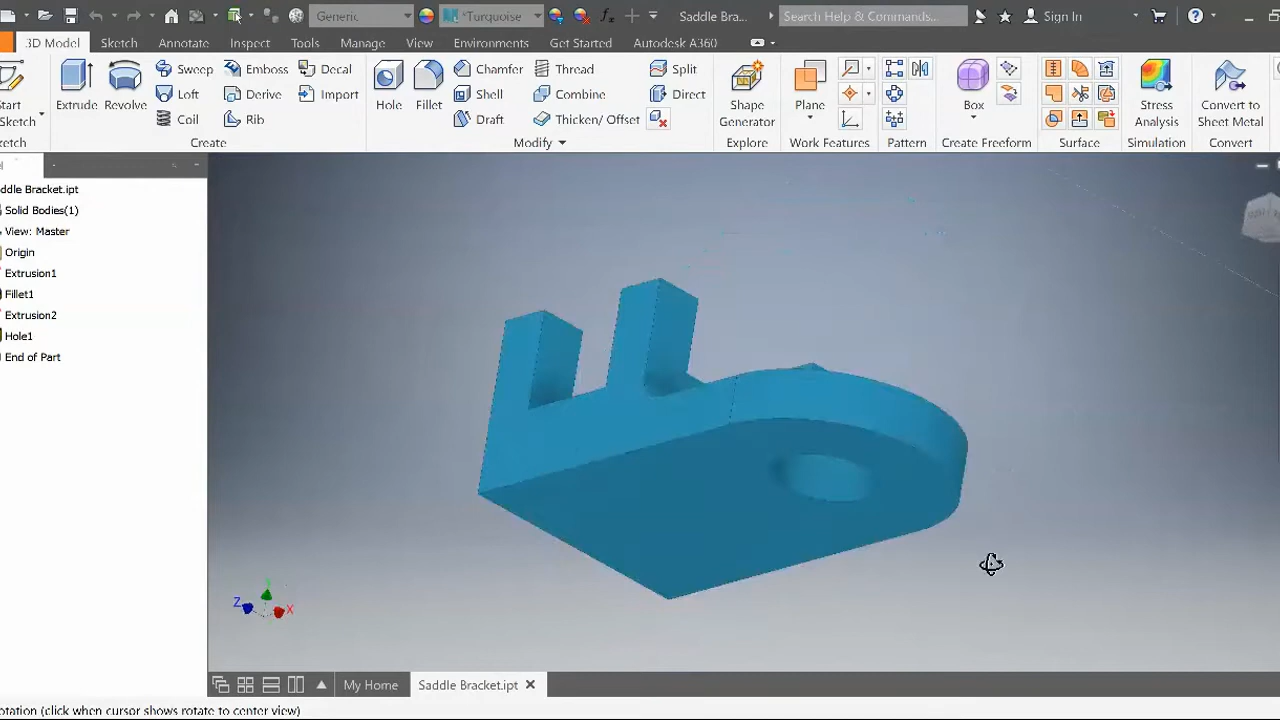 Generic
"Turquoise
Saddle Bra...
Search Help & Commands...
Sign In
3D Model
Sketch
Annotate
Inspect
Tools
Manage
View
Environments
Get Started
Autodesk A360
Start
Sketch
Extrude
Revolve
Sweep
Loft
Coil
Emboss
Derive
Rib
Decal
Import
Create
Hole
Fillet
Chamfer
Shell
Draft
Thread
Combine
Thicken/ Offset
Split
Direct
Modify
Shape
Generator
Explore
Plane
Work Features
Pattern
Box
Create Freeform
Surface
Stress
Analysis
Simulation
Convert to
Sheet Metal
Convert
ddle Bracket.ipt
Solid Bodies(1)
View: Master
Origin
Extrusion1
Fillet1
Extrusion2
Hole1
End of Part
Z
X
My Home
Saddle Bracket.ipt
otation (click when cursor shows rotate to center view)